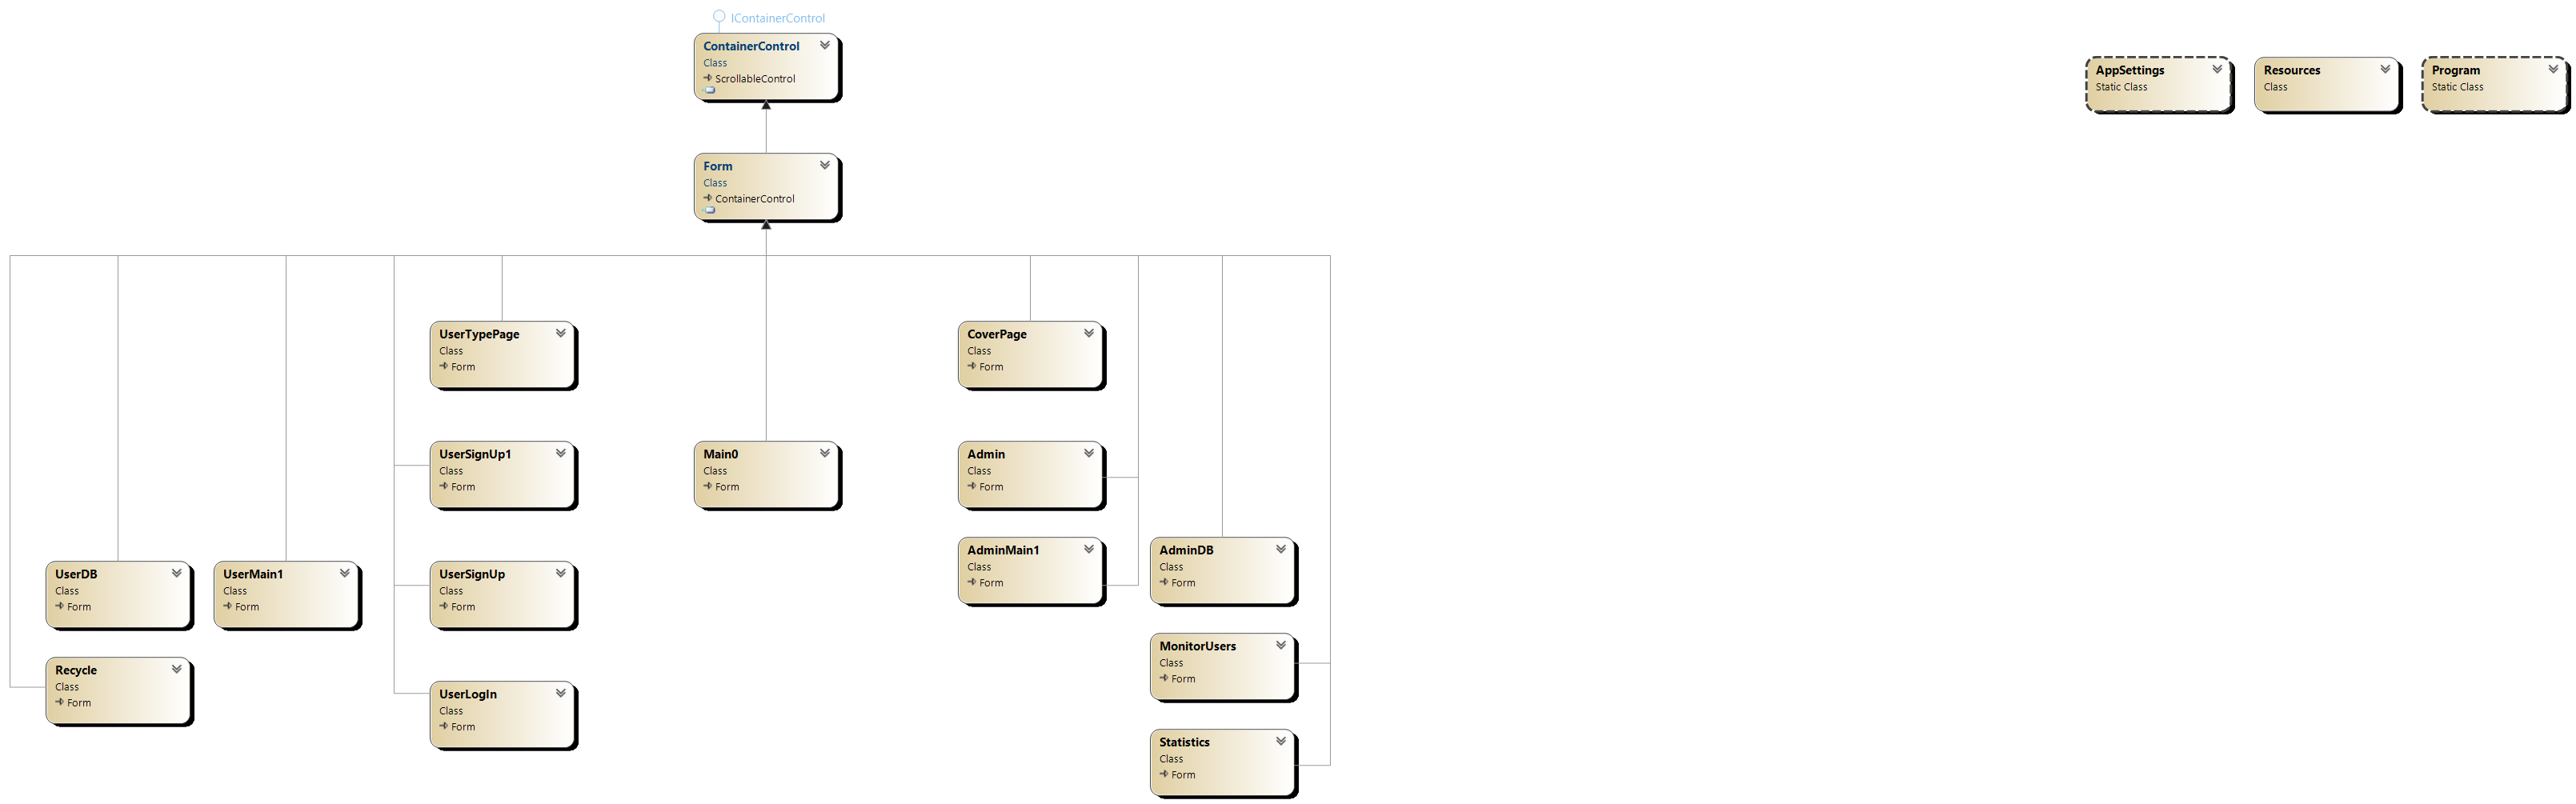 IContainerControl
ContainerControl
Class
ScrollableControl
Form
Class
ContainerControl
UserTypePage
Class
Form
CoverPage
Class
Form
UserSignUp1
Class
Form
Main0
Class
Form
Admin
Class
Form
AdminMain1
Class
Form
AdminDB
Class
Form
UserDB
Class
Form
UserMain1
Class
Form
UserSignUp
Class
Form
MonitorUsers
Class
Form
Recycle
Class
Form
UserLogIn
Class
Form
Statistics
Class
Form
AppSettings
Static Class
Resources
Class
Program
Static Class